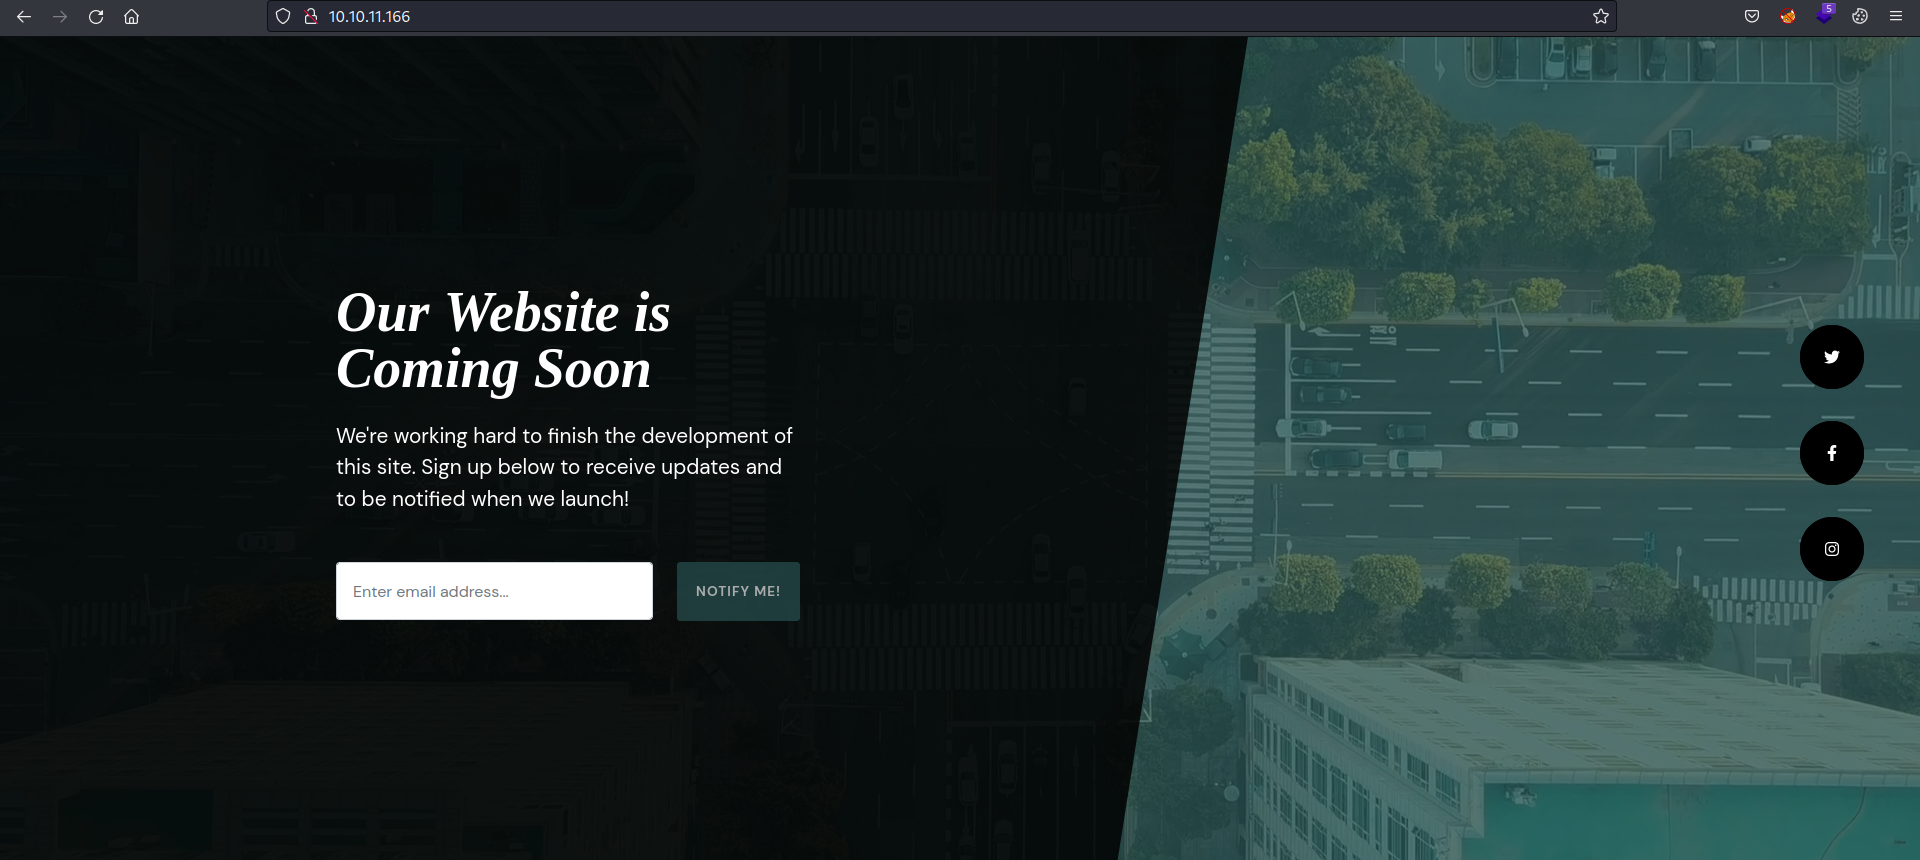 10.10.11.166
5
Our Website is
Coming Soon
We're working hard to finish the development of
this site. Sign up below to receive updates and
to be notified when we launch!
Enter email address...
NOTIFY ME!